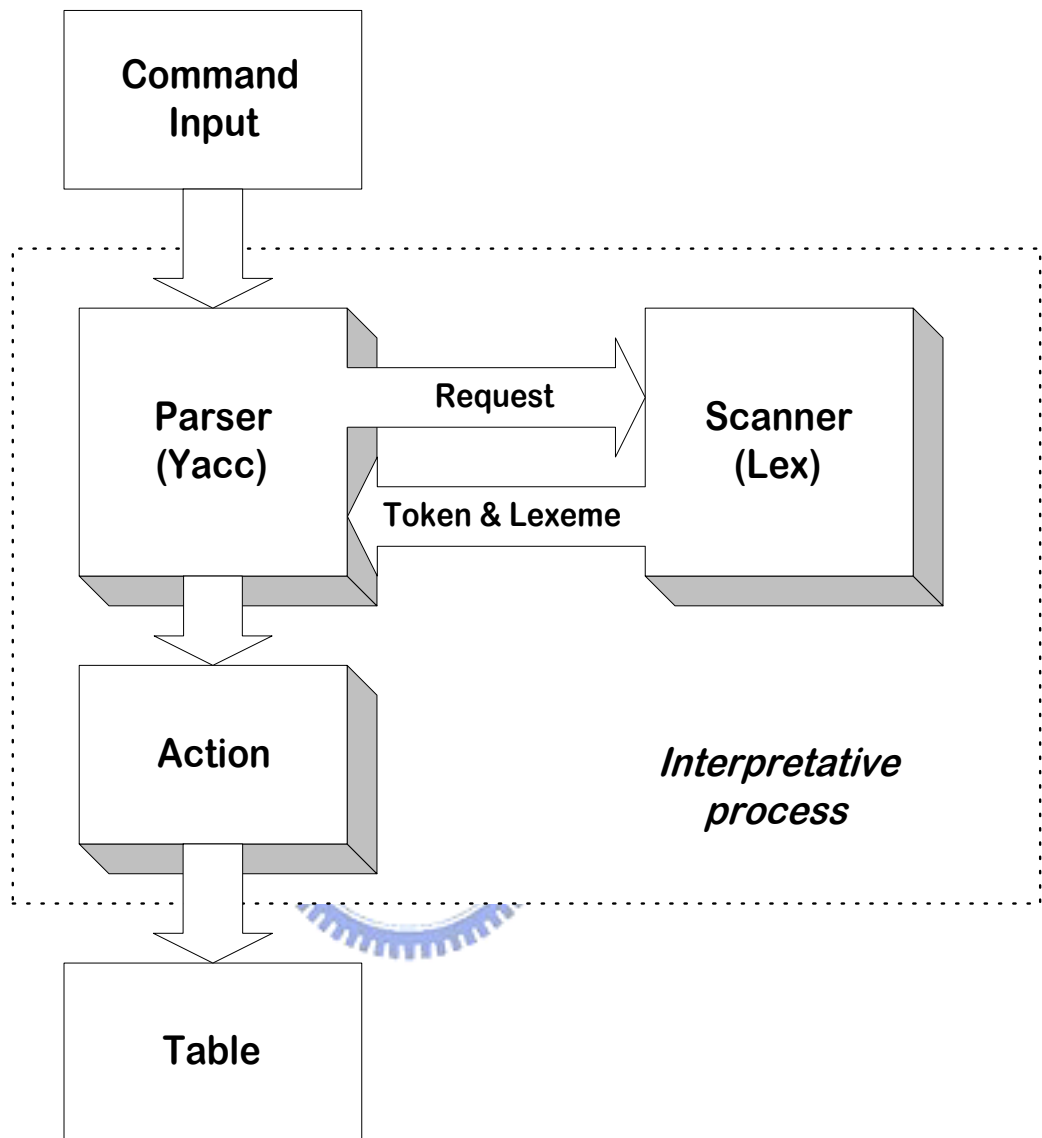 Command
Input
Parser
(Yacc)
Request
Scanner
(Lex)
Token & Lexeme
Action
Interpretative
process
Table